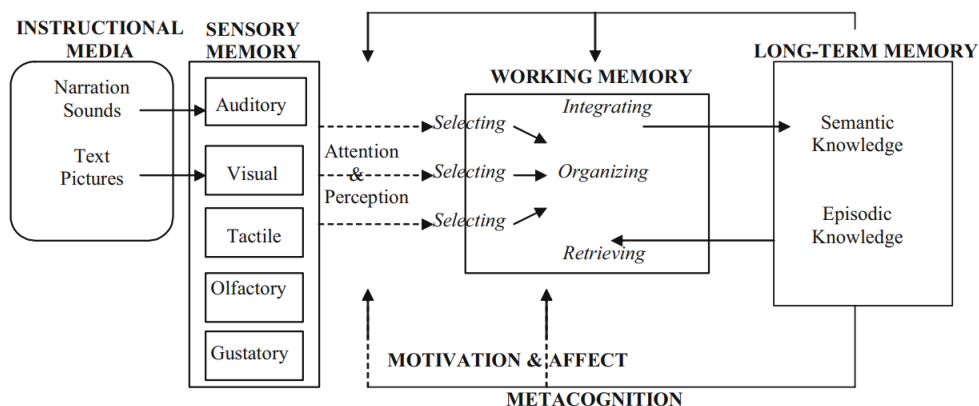 INSTRUCTIONAL
MEDIA
Narration
Sounds
Text
Pictures
SENSORY
MEMORY
Auditory
Visual
Tactile
Olfactory
Gustatory
Attention
&
Perception
Selecting
Selecting
Selecting
WORKING MEMORY
Integrating
Organizing
Retrieving
LONG-TERM MEMORY
Semantic
Knowledge
Episodic
Knowledge
MOTIVATION & AFFECT
METACOGNITION